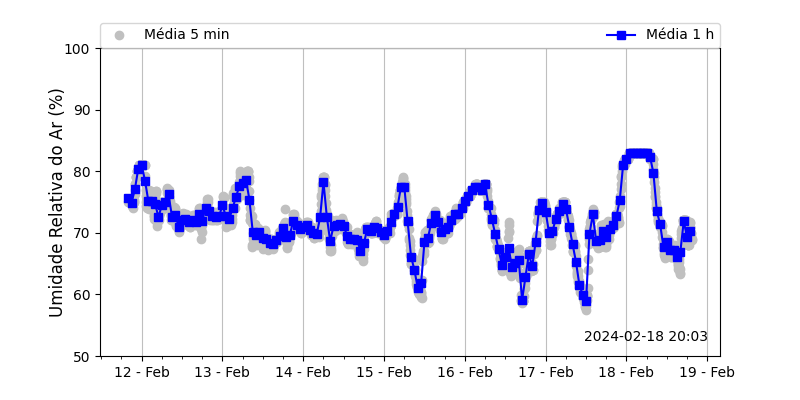 Média 5 min    Média 1 h
Umidade Relativa do Ar (%)
100
90
80
70
60
50
2024-02-18 20:03
12 - Feb    13 - Feb    14 - Feb    15 - Feb    16 - Feb    17 - Feb    18 - Feb    19 - Feb